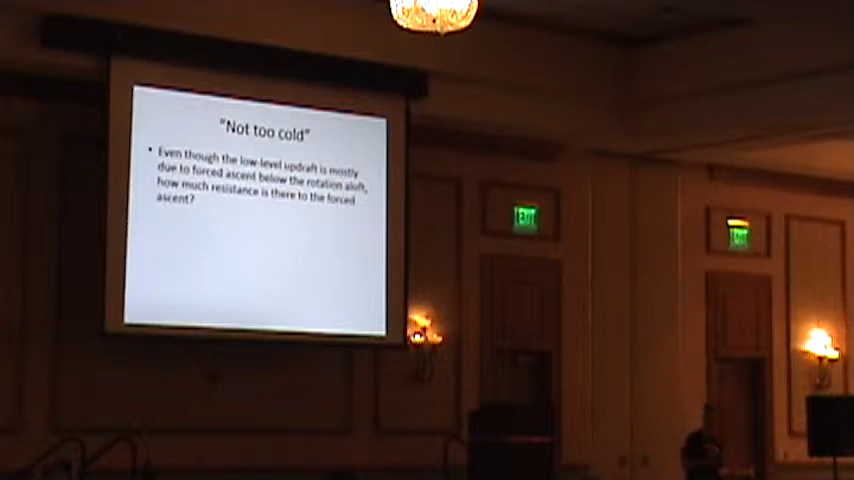 "Not too cold"
• Even though the low-level updraft is mostly
due to forced ascent below the rotation aloft,
how much resistance is there to the forced
ascent?
EXIT
EXIT